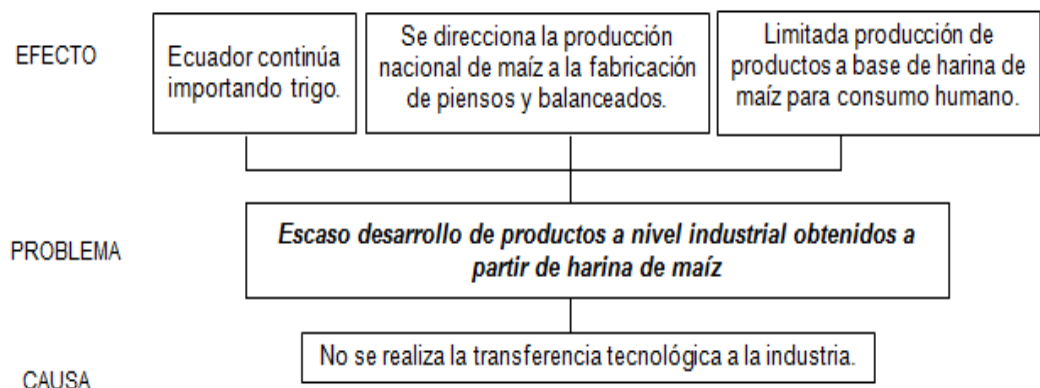 EFECTO
Ecuador continúa
importando trigo.
Se direcciona la producción
nacional de maíz a la fabricación
de piensos y balanceados.
Limitada producción de
productos a base de harina de
maíz para consumo humano.
PROBLEMA
Escaso desarrollo de productos a nivel industrial obtenidos a
partir de harina de maíz
No se realiza la transferencia tecnológica a la industria.
CAUSA